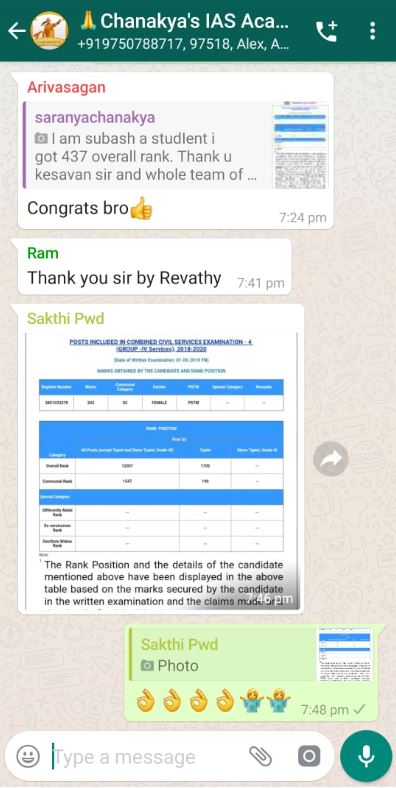 🙏 Chanakya's IAS Aca...
+919750788717, 97518, Alex, A...
Arivasagan
saranyachanakya
I am subash a studlent i
got 437 overall rank. Thank u
kesavan sir and whole team of ...
Congrats bro👍
7:24 pm
Ram
Thank you sir by Revathy
7:41 pm
Sakthi Pwd
POSTS INCLUDED IN COMBINED CIVIL SERVICES EXAMINATION - 4
(GROUP -IV Services), 2018-2020
(Date of Written Examination: 01.09.2019 FN)
MARKS OBTAINED BY THE CANDIDATE AND RANK POSITION
Register Number Marks Communal Category Gender PSTM Special Category Remarks
243 SC FEMALE PSTM -- --
RANK POSITION
Post (s)
Category All Posts (except Typist and Steno Typist, Grade-III) Typist Steno Typist, Grade-III
Overall Rank --
Communal Rank 1547 --
Special Category
Differently Abled Rank -- -- --
Ex-serviceman Rank -- -- --
Destitute Widow Rank -- -- --
Note :
The Rank Position and the details of the candidate
mentioned above have been displayed in the above
table based on the marks secured by the candidate
in the written examination and the claims
7:46 pm
Sakthi Pwd
Photo
👌👌👌👌🤷‍♀️🤷‍♀️
7:48 pm
Type a message